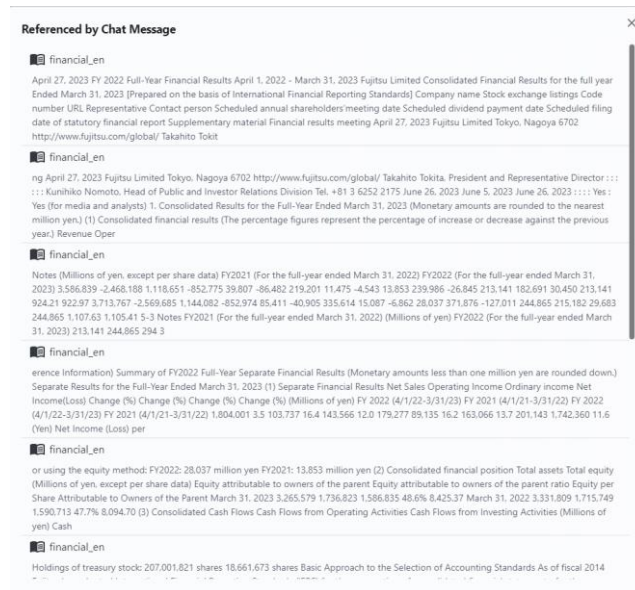 Referenced by Chat Message
financial_en
April 27, 2023 FY 2022 Full-Year Financial Results April 1, 2022 - March 31, 2023 Fujitsu Limited Consolidated Financial Results for the full year
Ended March 31, 2023 [Prepared on the basis of International Financial Reporting Standards] Company name Stock exchange listings Code
number URL Representative Contact person Scheduled annual shareholders'meeting date Scheduled dividend payment date Scheduled filing
date of statutory financial report Supplementary material Financial results meeting April 27, 2023 Fujitsu Limited Tokyo, Nagoya 6702
http://www.fujitsu.com/global/ Takahito Tokit
financial_en
ng April 27, 2023 Fujitsu Limited Tokyo, Nagoya 6702 http://www.fujitsu.com/global/ Takahito Tokita, President and Representative Director : : :
: : : Kunihiko Nomoto, Head of Public and Investor Relations Division Tel. +81 3 6252 2175 June 26, 2023 June 5, 2023 June 26, 2023 : : : : Yes :
Yes (for media and analysts) 1. Consolidated Results for the Full-Year Ended March 31, 2023 (Monetary amounts are rounded to the nearest
million yen.) (1) Consolidated financial results (The percentage figures represent the percentage of increase or decrease against the previous
year.) Revenue Oper
financial_en
Notes (Millions of yen, except per share data) FY2021 (For the full-year ended March 31, 2022) FY2022 (For the full-year ended March 31,
2023) 3,586,839 -2,468,188 1,118,651 -852,775 39,807 -86,482 219,201 11,475 -4,543 13,853 239,986 -26,845 213,141 182,691 30,450 213,141
924.21 922.97 3,713,767 -2,569,685 1,144,082 -852,974 85,411 -40,905 335,614 15,087 -6,862 28,037 371,876 -127,011 244,865 215,182 29,683
244,865 1,107.63 1,105.41 5-3 Notes FY2021 (For the full-year ended March 31, 2022) (Millions of yen) FY2022 (For the full-year ended March
31, 2023) 213,141 244,865 294 3
financial_en
erence Information) Summary of FY2022 Full-Year Separate Financial Results (Monetary amounts less than one million yen are rounded down.)
Separate Results for the Full-Year Ended March 31, 2023 (1) Separate Financial Results Net Sales Operating Income Ordinary income Net
Income(Loss) Change (%) Change (%) Change (%) Change (%) (Millions of yen) FY 2022 (4/1/22-3/31/23) FY 2021 (4/1/21-3/31/22) FY 2022
(4/1/22-3/31/23) FY 2021 (4/1/21-3/31/22) 1,804,001 3.5 103,737 16.4 143,566 12.0 179,277 89,135 16.2 163,066 13.7 201,143 1,742,360 11.6
(Yen) Net Income (Loss) per
financial_en
or using the equity method: FY2022: 28,037 million yen FY2021: 13,853 million yen (2) Consolidated financial position Total assets Total equity
(Millions of yen, except per share data) Equity attributable to owners of the parent Equity attributable to owners of the parent ratio Equity per
Share Attributable to Owners of the Parent March 31, 2023 3,265,579 1,736,823 1,586,835 48.6% 8,425.37 March 31, 2022 3,331,809 1,715,749
1,590,713 47.7% 8,094.70 (3) Consolidated Cash Flows Cash Flows from Operating Activities Cash Flows from Investing Activities (Millions of
yen) Cash
financial_en
Holdings of treasury stock: 207,001,821 shares 18,661,673 shares Basic Approach to the Selection of Accounting Standards As of fiscal 2014